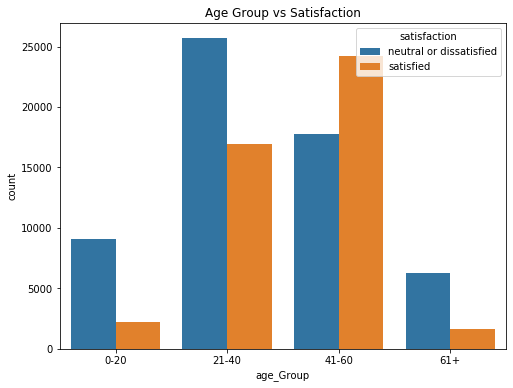 Age Group vs Satisfaction
satisfaction
neutral or dissatisfied
satisfied
25000
20000
15000
10000
5000
0
count
0-20
21-40
41-60
61+
age_Group